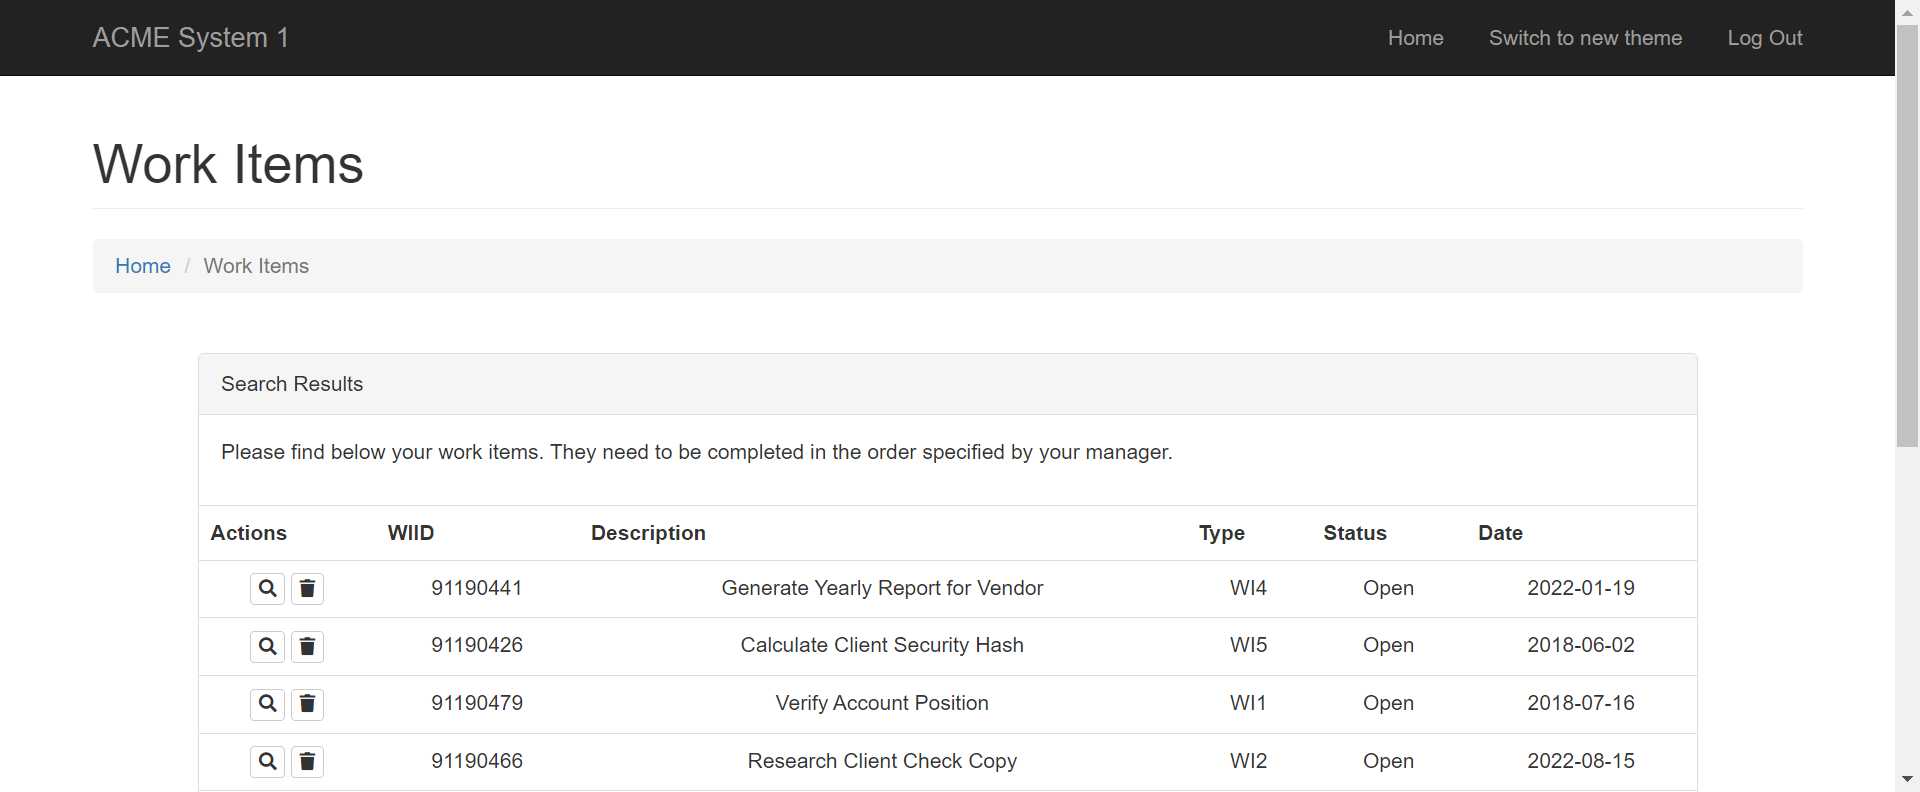 ACME System 1 Home Switch to new theme Log Out
Work Items
Home / Work Items
Search Results
Please find below your work items. They need to be completed in the order specified by your manager.
Actions WIID Description Type Status Date
91190441 Generate Yearly Report for Vendor WI4 Open 2022-01-19
91190426 Calculate Client Security Hash WI5 Open 2018-06-02
91190479 Verify Account Position WI1 Open 2018-07-16
91190466 Research Client Check Copy WI2 Open 2022-08-15